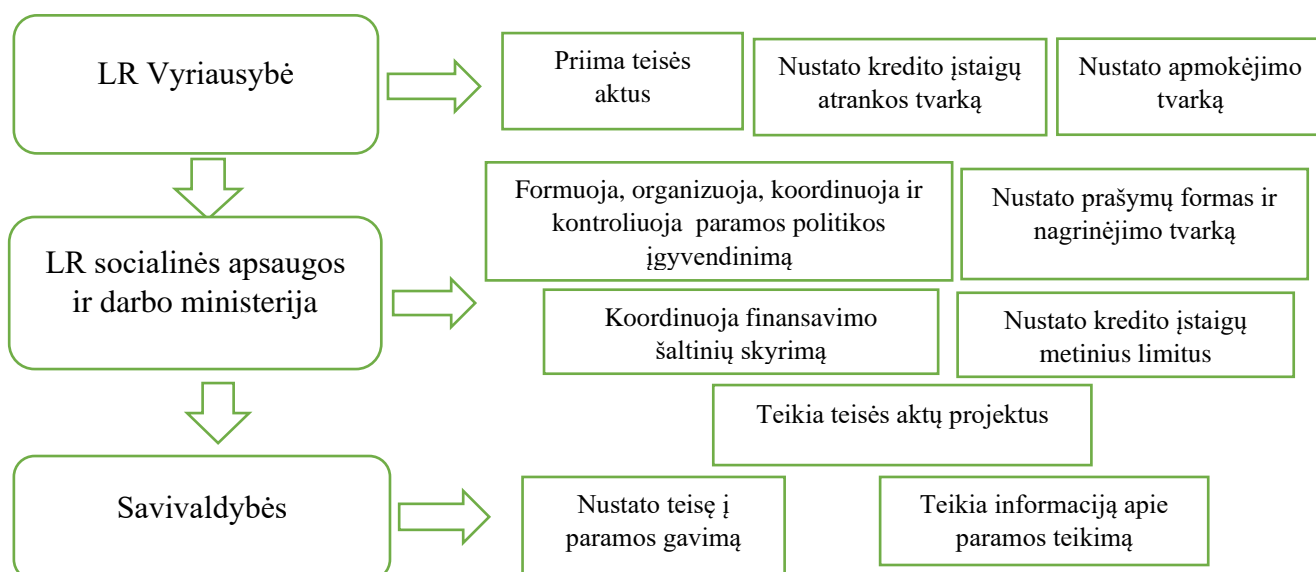 LR Vyriausybė
Priima teisės
aktus
Nustato kredito įstaigų
atrankos tvarką
Nustato apmokėjimo
tvarką
LR socialinės apsaugos
ir darbo ministerija
Formuoja, organizuoja, koordinuoja ir
kontroliuoja paramos politikos
įgyvendinimą
Nustato prašymų formas ir
nagrinėjimo tvarką
Koordinuoja finansavimo
šaltinių skyrimą
Nustato kredito įstaigų
metinius limitus
Teikia teisės aktų projektus
Savivaldybės
Nustato teisę į
paramos gavimą
Teikia informaciją apie
paramos teikimą